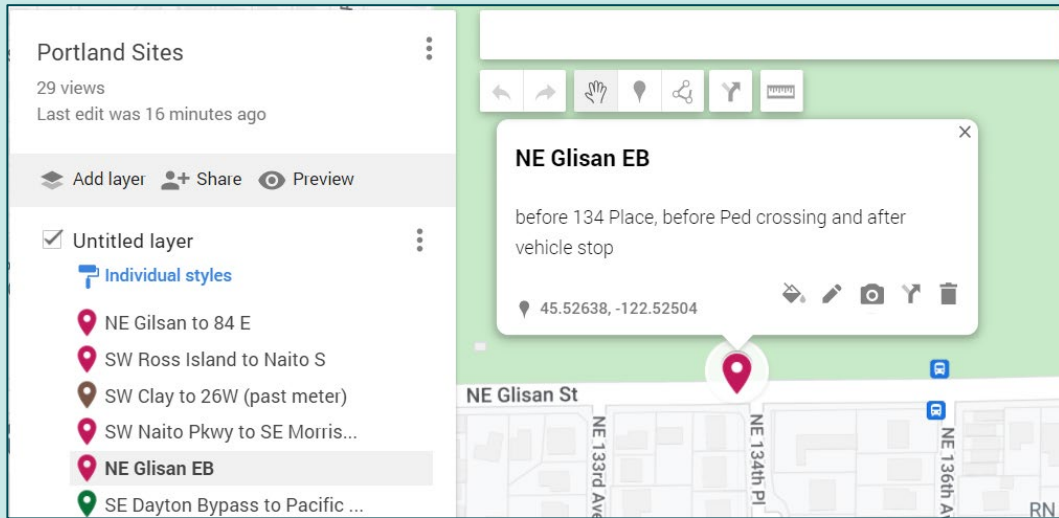 Portland Sites
29 views
Last edit was 16 minutes ago
Add layer
Share
Preview
Untitled layer
Individual styles
NE Gilsan to 84 E
SW Ross Island to Naito S
SW Clay to 26W (past meter)
SW Naito Pkwy to SE Morris...
NE Glisan EB
SE Dayton Bypass to Pacific ...
NE Glisan EB
before 134 Place, before Ped crossing and after
vehicle stop
45.52638, -122.52504
NE Glisan St
NE 133rd Ave
NE 134th Pl
NE 136th
RN